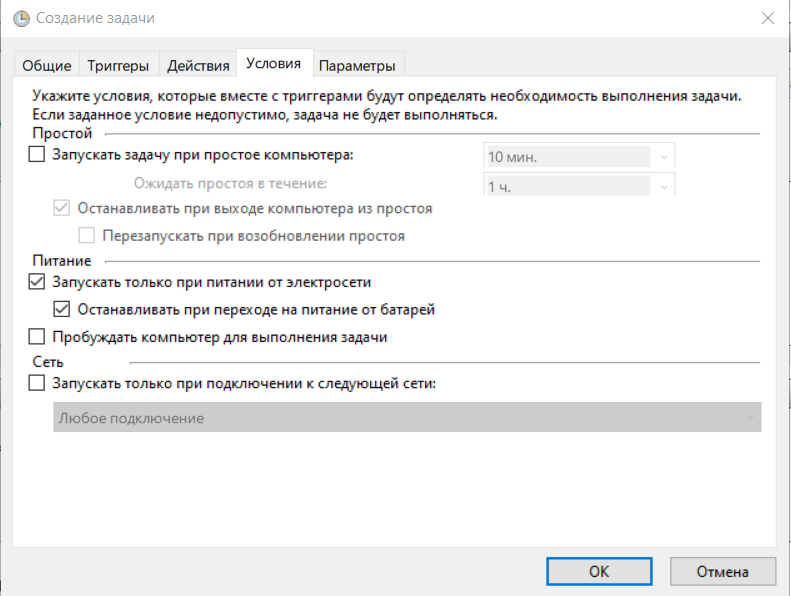 Создание задачи
Общие Триггеры Действия Условия Параметры
Укажите условия, которые вместе с триггерами будут определять необходимость выполнения задачи.
Если заданное условие недопустимо, задача не будет выполняться.
Простой
Запускать задачу при простое компьютера: 10 мин.
Ожидать простоя в течение: 1 ч.
Останавливать при выходе компьютера из простоя
Перезапускать при возобновлении простоя
Питание
Запускать только при питании от электросети
Останавливать при переходе на питание от батарей
Пробуждать компьютер для выполнения задачи
Сеть
Запускать только при подключении к следующей сети:
Любое подключение
ОК Отмена